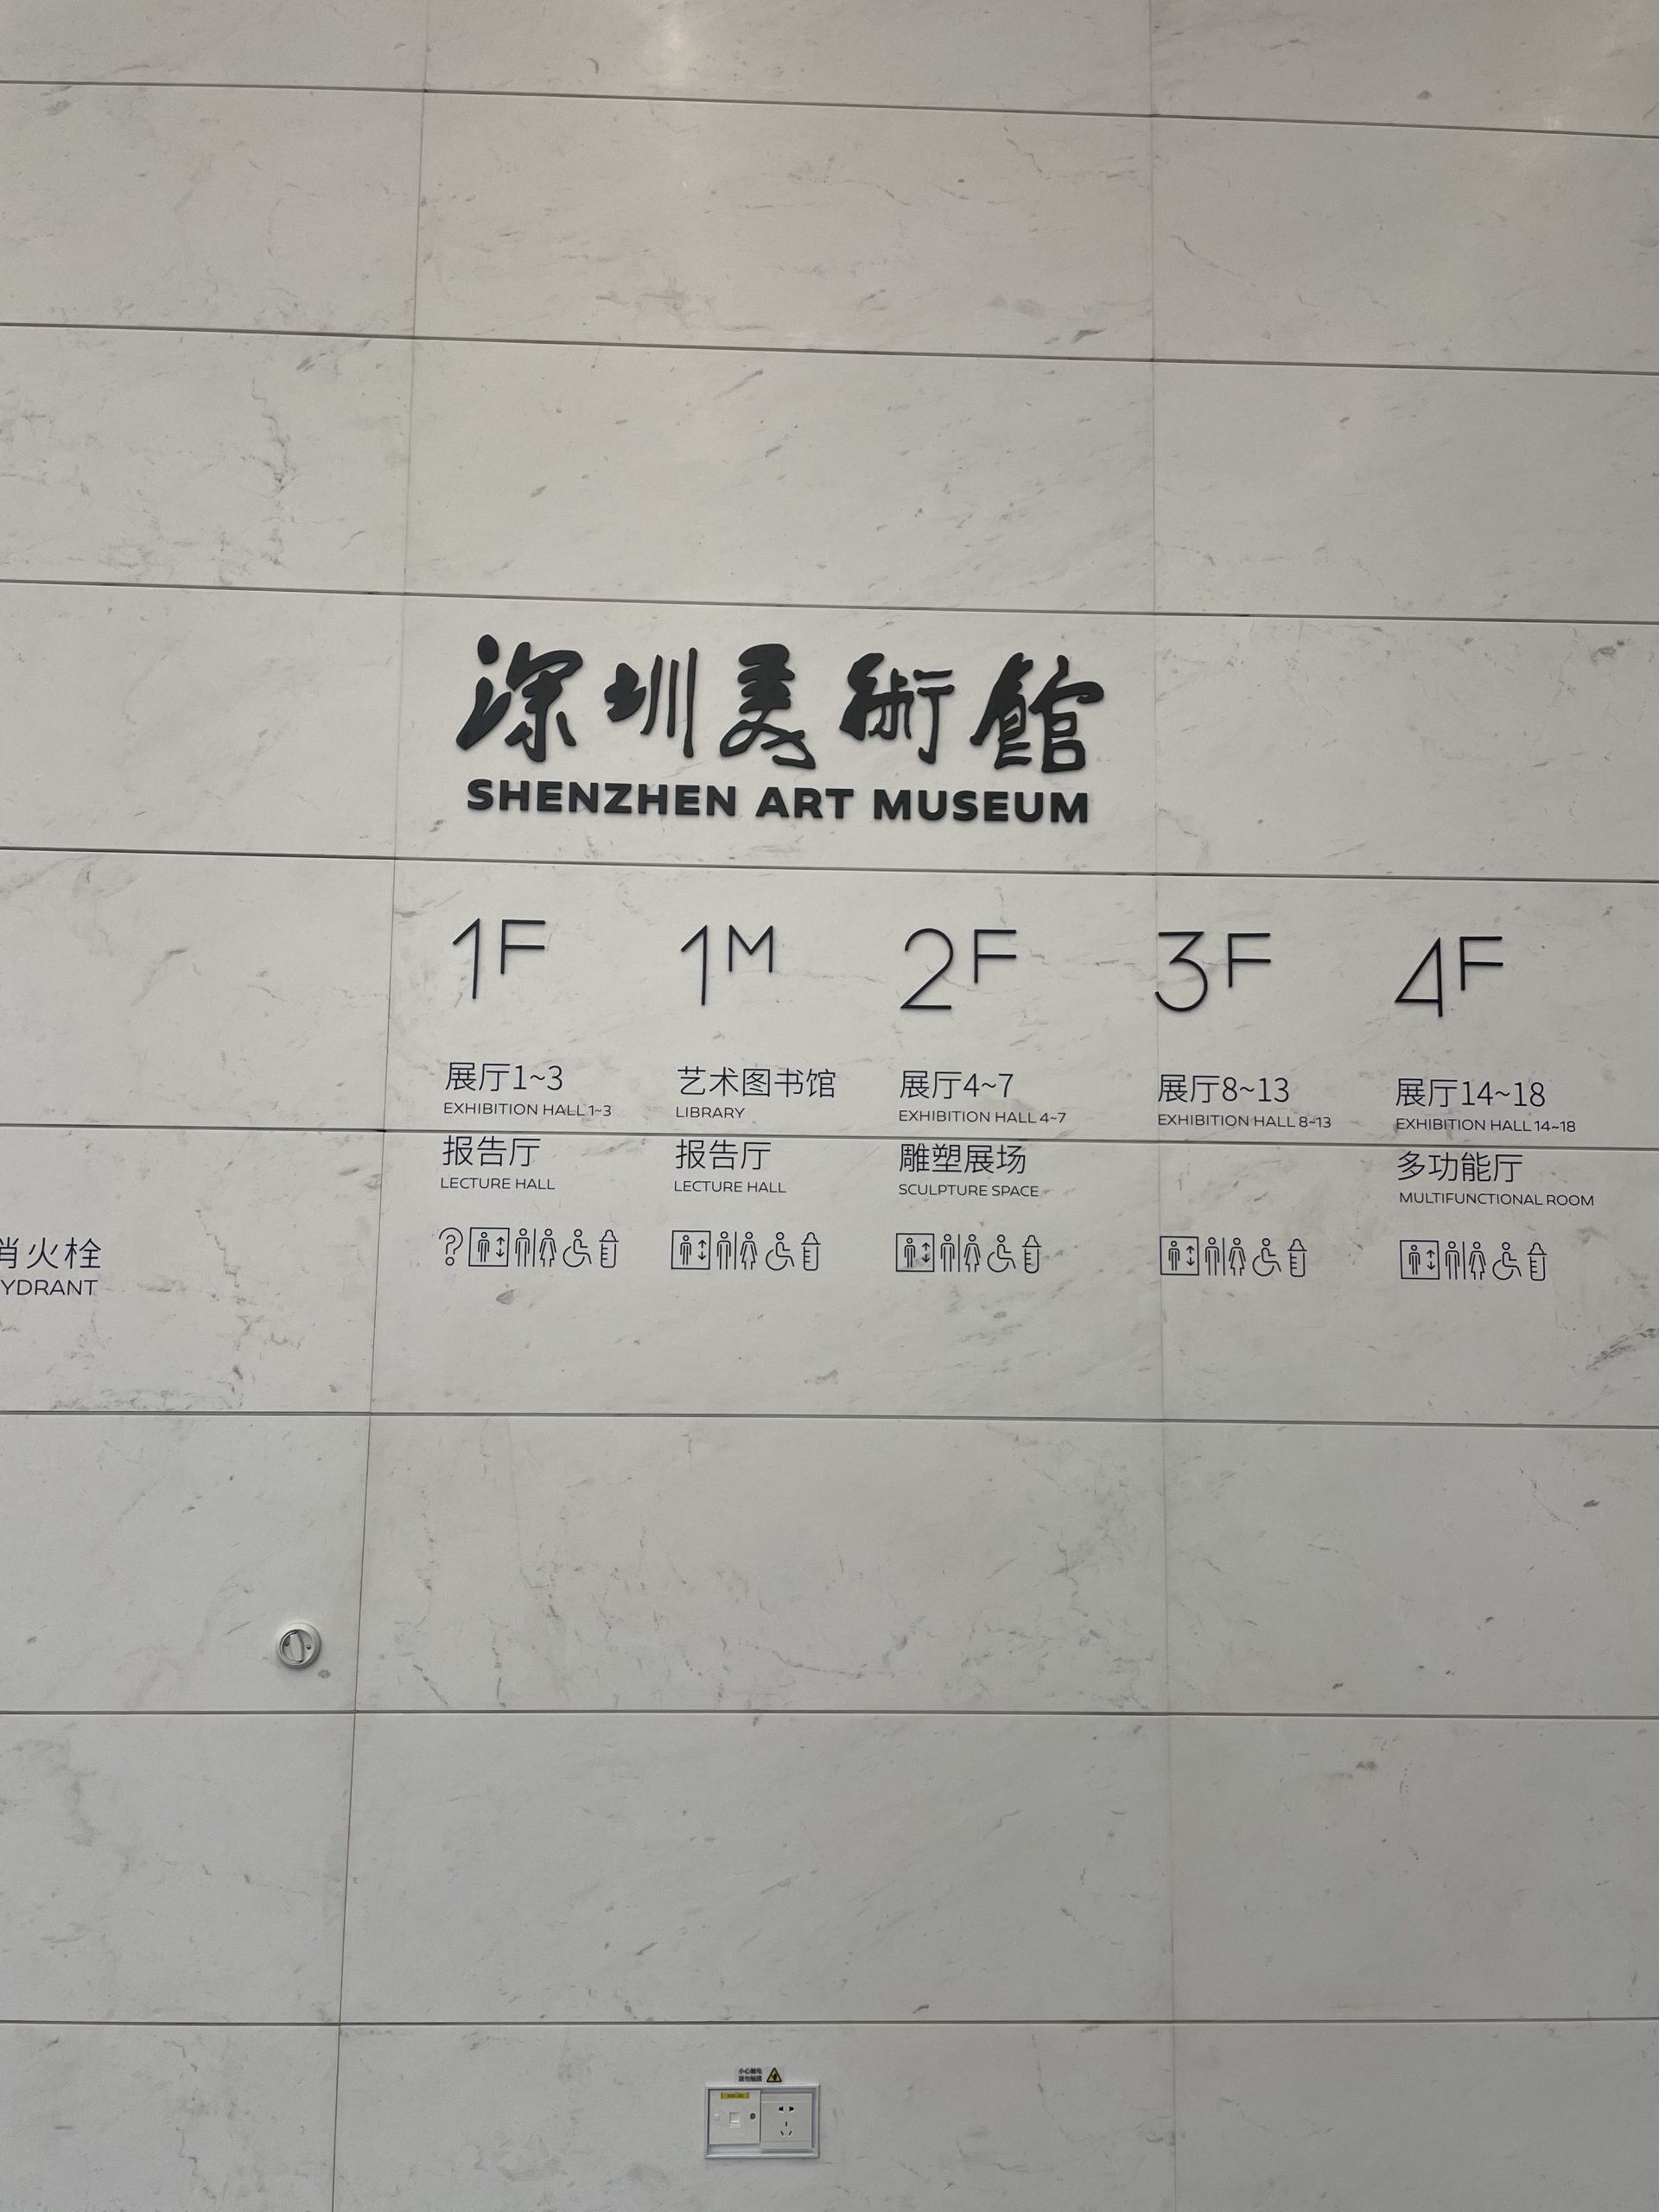 深圳美術館
SHENZHEN ART MUSEUM
1F
展厅1~3
EXHIBITION HALL 1~3
报告厅
LECTURE HALL
?
1M
艺术图书馆
LIBRARY
报告厅
LECTURE HALL
2F
展厅4~7
EXHIBITION HALL 4~7
雕塑展场
SCULPTURE SPACE
3F
展厅8~13
EXHIBITION HALL 8~13
4F
展厅14~18
EXHIBITION HALL 14~18
多功能厅
MULTIFUNCTIONAL ROOM
消火栓
YDRANT